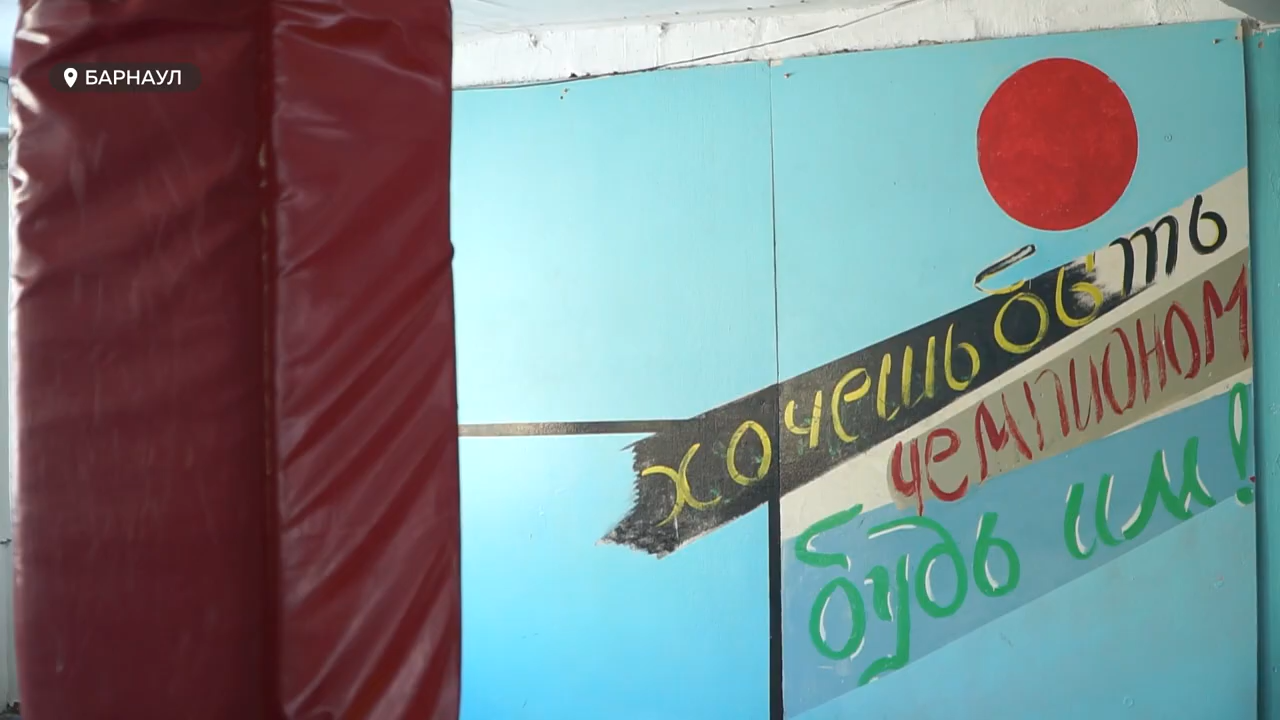 БАРНАУЛ
хочешь быть
чемпионом
будь им!